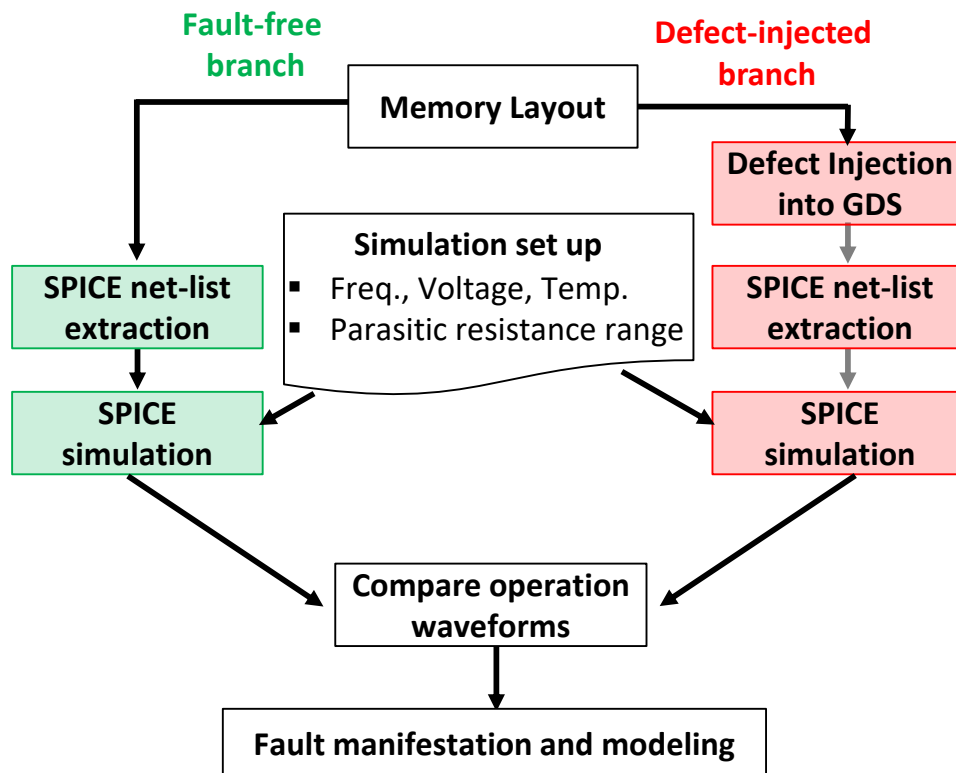 Fault-free
branch
Defect-injected
branch
Memory Layout
Defect Injection
into GDS
Simulation set up
▪ Freq., Voltage, Temp.
▪ Parasitic resistance range
SPICE net-list
extraction
SPICE net-list
extraction
SPICE
simulation
SPICE
simulation
Compare operation
waveforms
Fault manifestation and modeling